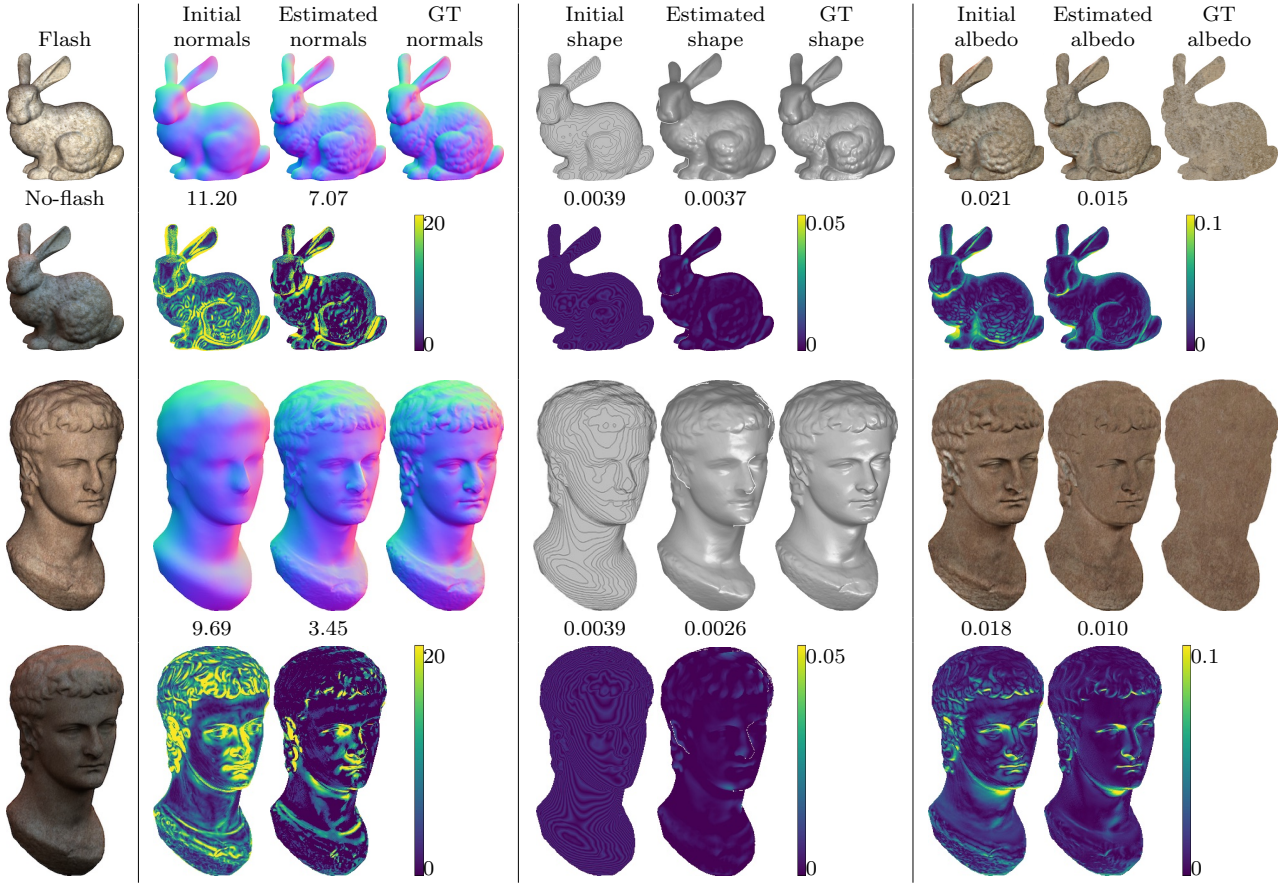 Flash
Initial normals
Estimated normals
GT normals
Initial shape
Estimated shape
GT shape
Initial albedo
Estimated albedo
GT albedo
No-flash
11.20
7.07
20
0
0.0039
0.0037
0.05
0
0.021
0.015
0.1
0
9.69
3.45
20
0
0.0039
0.0026
0.05
0
0.018
0.010
0.1
0